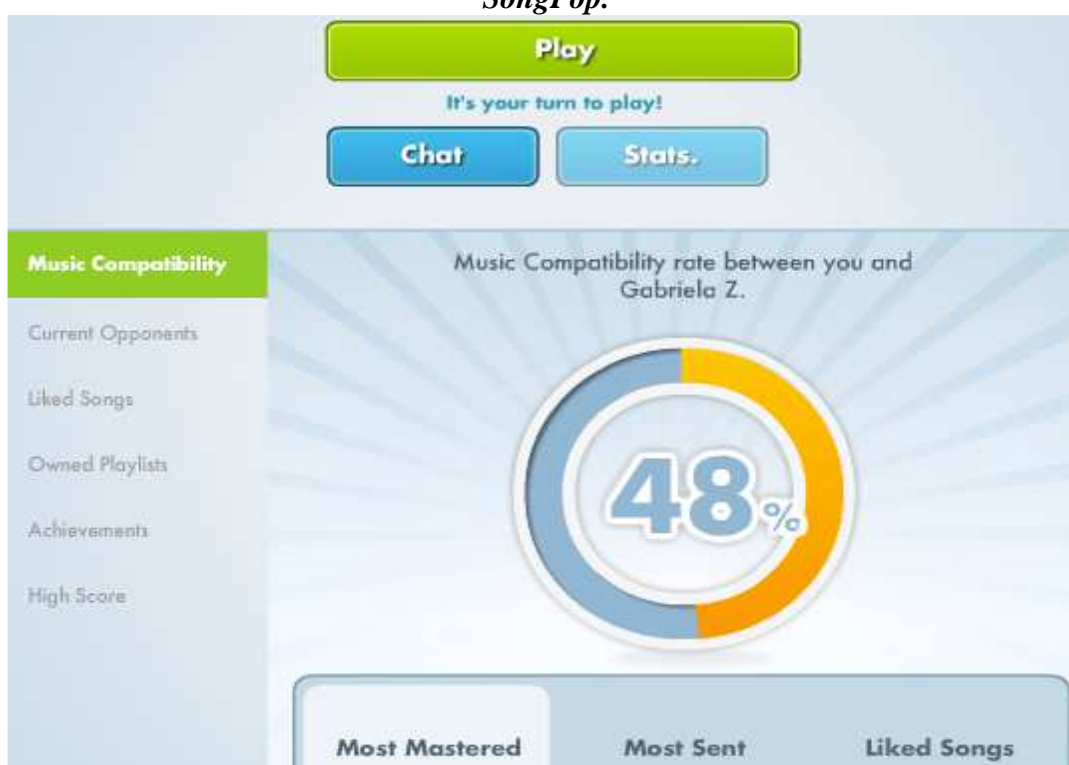 SongPop.
Play
It's your turn to play!
Chat
Stats.
Music Compatibility
Current Opponents
Liked Songs
Owned Playlists
Achievements
High Score
Music Compatibility rate between you and
Gabriela Z.
48%
Most Mastered
Most Sent
Liked Songs